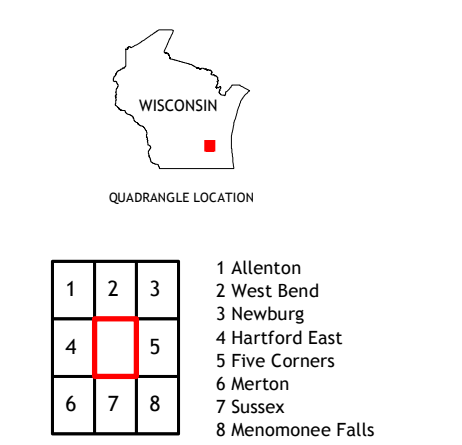 WISCONSIN
QUADRANGLE LOCATION
1 2 3
4 5
6 7 8
1 Allenton
2 West Bend
3 Newburg
4 Hartford East
5 Five Corners
6 Merton
7 Sussex
8 Menomonee Falls